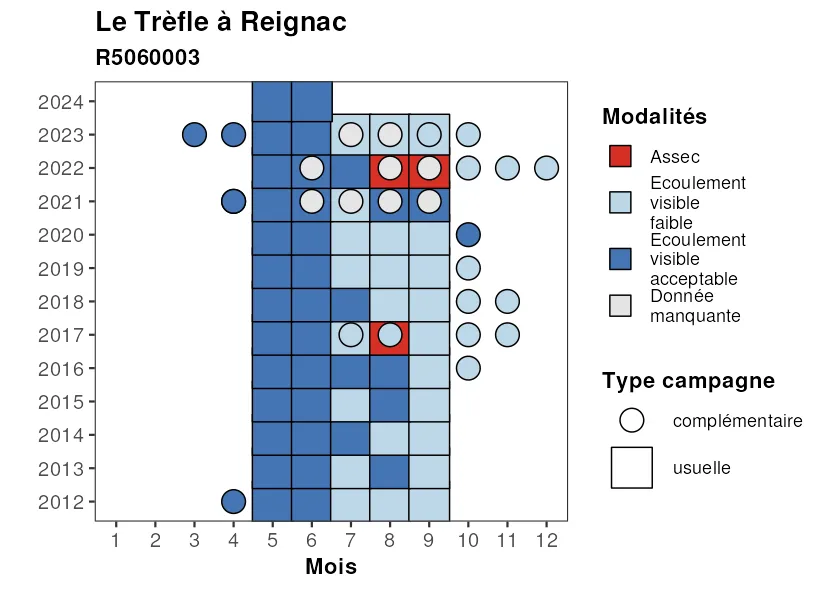 Le Trèfle à Reignac
R5060003
2024
2023
2022
2021
2020
2019
2018
2017
2016
2015
2014
2013
2012
1 2 3 4 5 6 7 8 9 10 11 12
Mois
Modalités
Assec
Ecoulement
visible
faible
Ecoulement
visible
acceptable
Donnée
manquante
Type campagne
complémentaire
usuelle